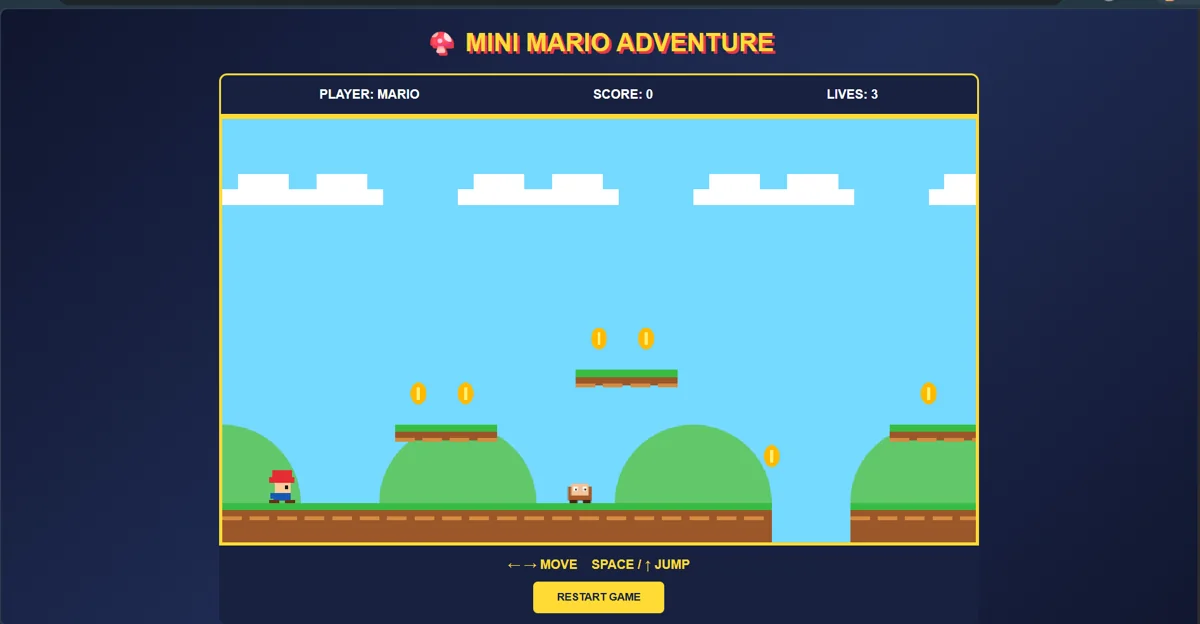 MINI MARIO ADVENTURE
PLAYER: MARIO SCORE: 0 LIVES: 3
←→ MOVE SPACE / ↑ JUMP
RESTART GAME